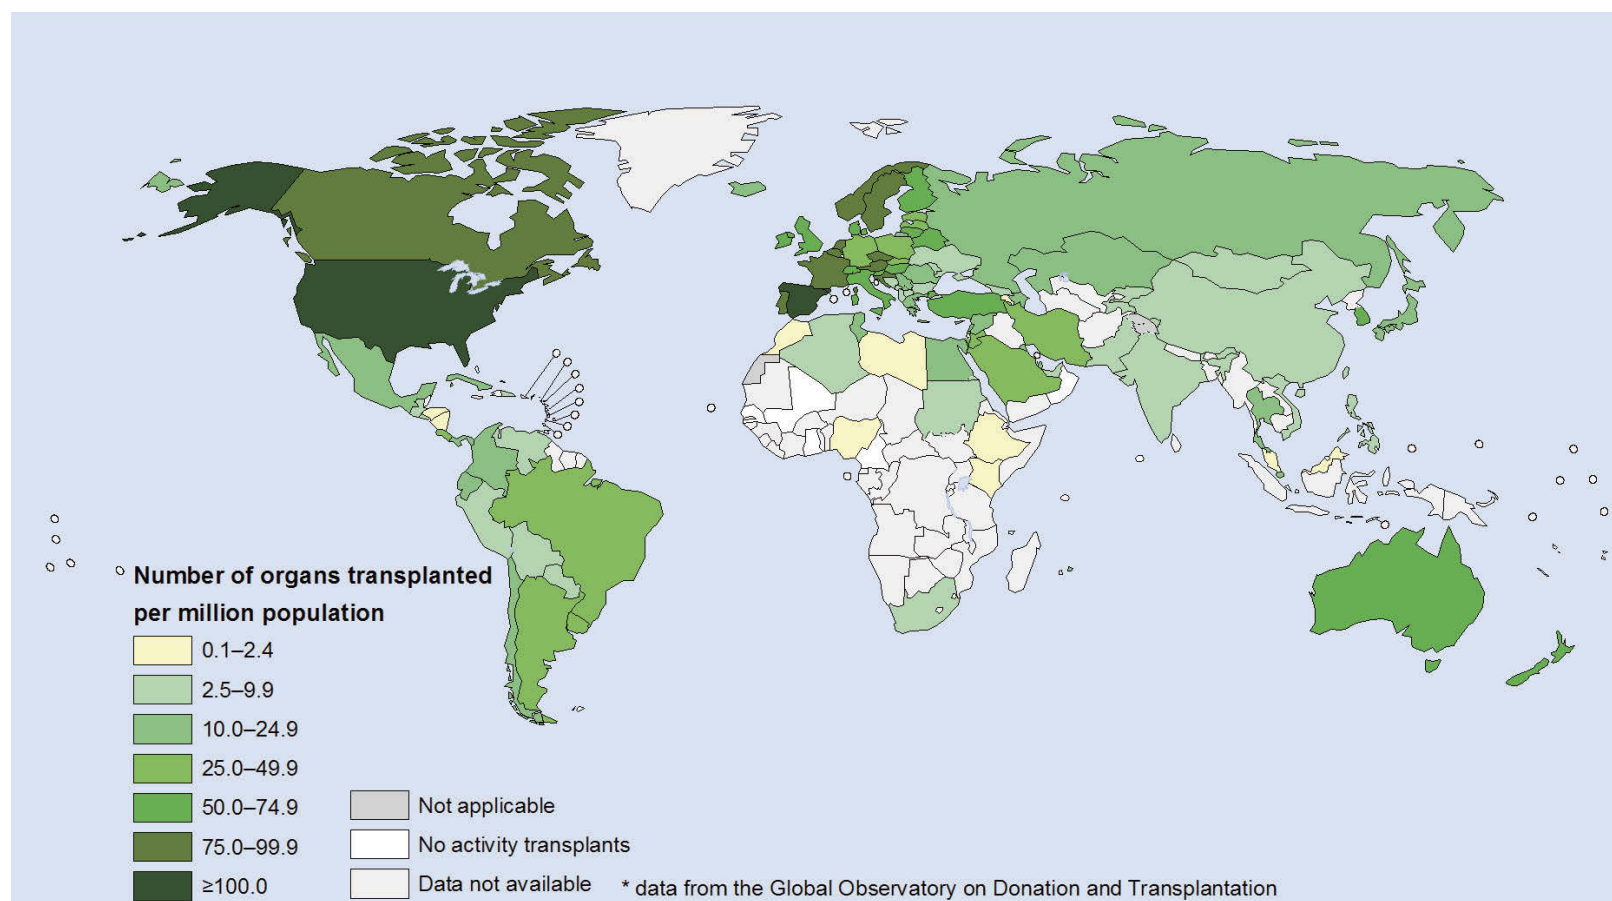 Number of organs transplanted
per million population
0.1–2.4
2.5–9.9
10.0–24.9
25.0–49.9
50.0–74.9
75.0–99.9
≥100.0
Not applicable
No activity transplants
Data not available
* data from the Global Observatory on Donation and Transplantation